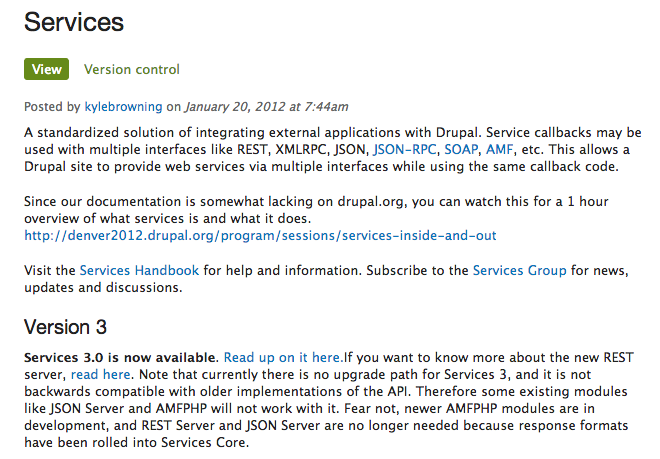 Services
View Version control
Posted by kylebrowning on January 20, 2012 at 7:44am
A standardized solution of integrating external applications with Drupal. Service callbacks may be
used with multiple interfaces like REST, XMLRPC, JSON, JSON-RPC, SOAP, AMF, etc. This allows a
Drupal site to provide web services via multiple interfaces while using the same callback code.
Since our documentation is somewhat lacking on drupal.org, you can watch this for a 1 hour
overview of what services is and what it does.
http://denver2012.drupal.org/program/sessions/services-inside-and-out
Visit the Services Handbook for help and information. Subscribe to the Services Group for news,
updates and discussions.
Version 3
Services 3.0 is now available. Read up on it here.If you want to know more about the new REST
server, read here. Note that currently there is no upgrade path for Services 3, and it is not
backwards compatible with older implementations of the API. Therefore some existing modules
like JSON Server and AMFPHP will not work with it. Fear not, newer AMFPHP modules are in
development, and REST Server and JSON Server are no longer needed because response formats
have been rolled into Services Core.